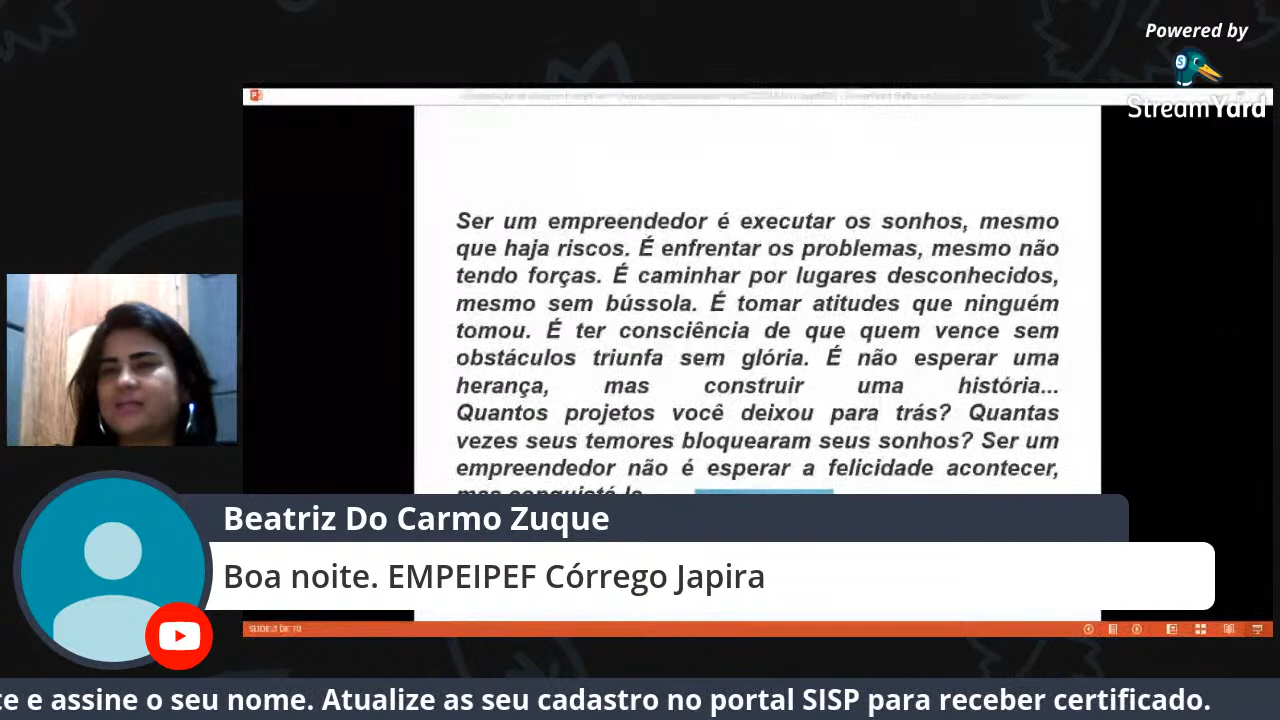 Powered by
StreamYard
Ser um empreendedor é executar os sonhos, mesmo
que haja riscos. É enfrentar os problemas, mesmo não
tendo forças. É caminhar por lugares desconhecidos,
mesmo sem bússola. É tomar atitudes que ninguém
tomou. É ter consciência de que quem vence sem
obstáculos triunfa sem glória. É não esperar uma
herança, mas construir uma história...
Quantos projetos você deixou para trás? Quantas
vezes seus temores bloquearam seus sonhos? Ser um
empreendedor não é esperar a felicidade acontecer,
Beatriz Do Carmo Zuque
Boa noite. EMPEIPEF Córrego Japira
e assine o seu nome. Atualize as seu cadastro no portal SISP para receber certificado.